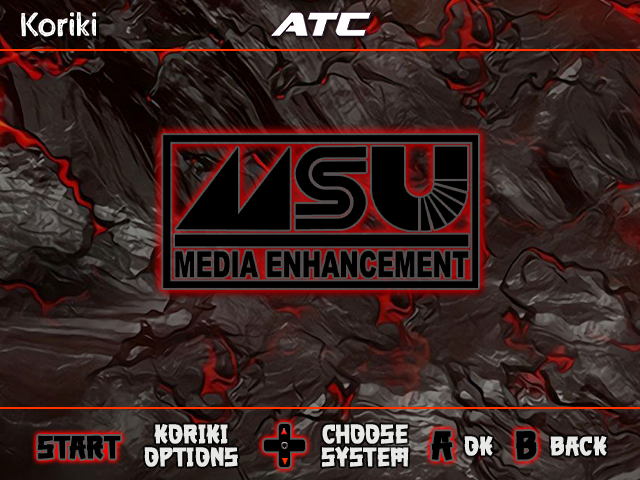 Koriki
ATC
MSU
MEDIA ENHANCEMENT
START
KORIKI
OPTIONS
CHOOSE
SYSTEM
A OK
B BACK